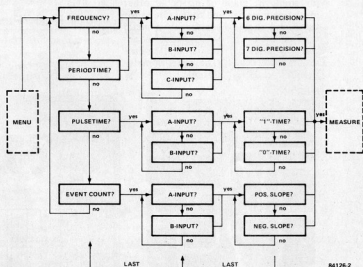 FREQUENCY? yes A-INPUT? yes 6 DIG. PRECISION?
no no no
B-INPUT? 7 DIG. PRECISION?
PERIODTIME? no no
no C-INPUT?
no
MENU PULSETIME? yes A-INPUT? yes "1"-TIME? yes MEASURE
no no no
B-INPUT? "0"-TIME?
no no
EVENT COUNT? yes A-INPUT? yes POS. SLOPE?
no no no
B-INPUT? NEG. SLOPE?
no no
LAST LAST 84126-2